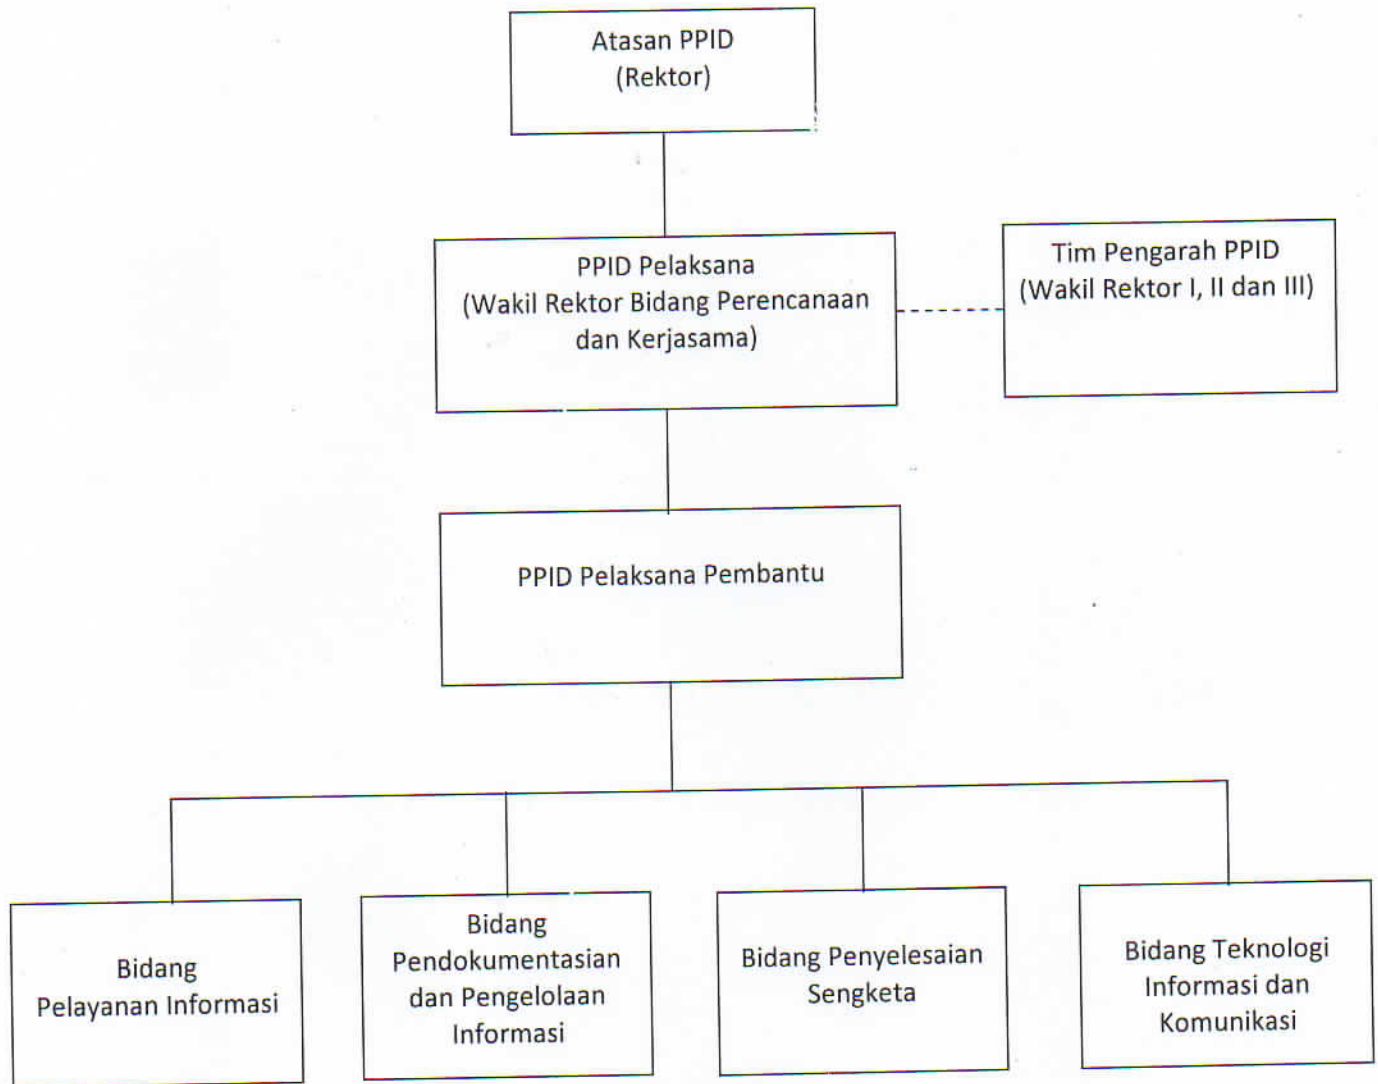 Atasan PPID
(Rektor)
PPID Pelaksana
(Wakil Rektor Bidang Perencanaan
dan Kerjasama)
Tim Pengarah PPID
(Wakil Rektor I, II dan III)
PPID Pelaksana Pembantu
Bidang
Pelayanan Informasi
Bidang
Pendokumentasian
dan Pengelolaan
Informasi
Bidang Penyelesaian
Sengketa
Bidang Teknologi
Informasi dan
Komunikasi